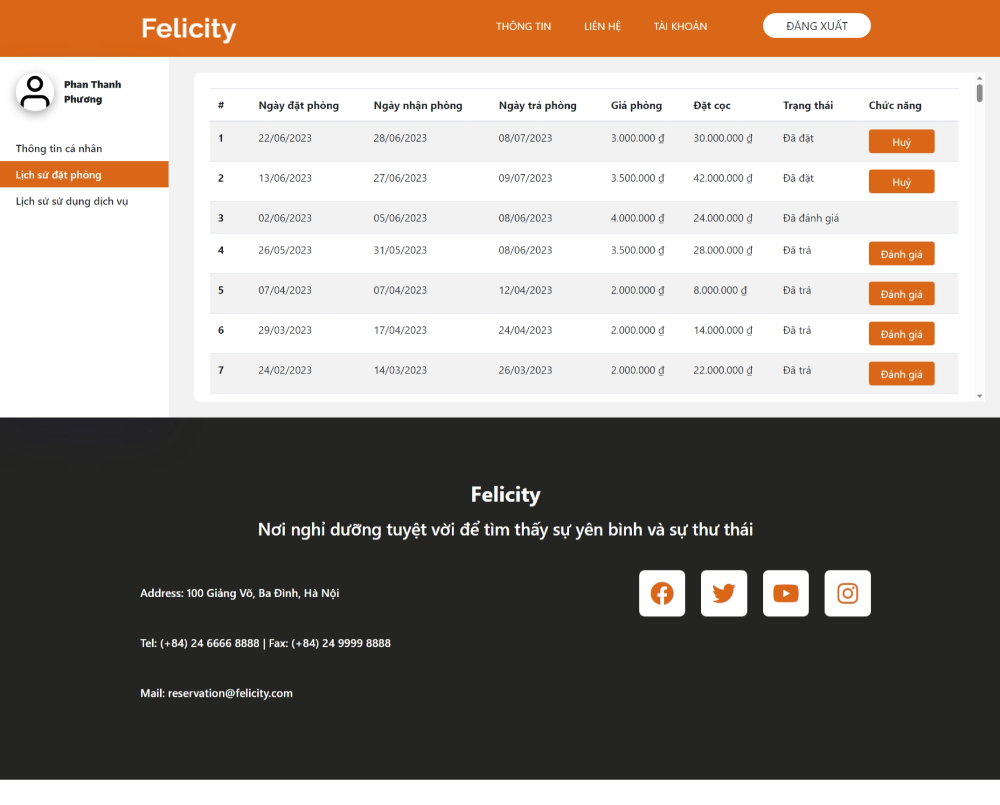 Felicity
THÔNG TIN
LIÊN HỆ
TÀI KHOẢN
ĐĂNG XUẤT
Phan Thanh
Phương
Thông tin cá nhân
Lịch sử đặt phòng
Lịch sử sử dụng dịch vụ
# Ngày đặt phòng Ngày nhận phòng Ngày trả phòng Giá phòng Đặt cọc Trạng thái Chức năng
1 22/06/2023 28/06/2023 08/07/2023 3.000.000 ₫ 30.000.000 ₫ Đã đặt Huỷ
2 13/06/2023 27/06/2023 09/07/2023 3.500.000 ₫ 42.000.000 ₫ Đã đặt Huỷ
3 02/06/2023 05/06/2023 08/06/2023 4.000.000 ₫ 24.000.000 ₫ Đã đánh giá
4 26/05/2023 31/05/2023 08/06/2023 3.500.000 ₫ 28.000.000 ₫ Đã trả Đánh giá
5 07/04/2023 07/04/2023 12/04/2023 2.000.000 ₫ 8.000.000 ₫ Đã trả Đánh giá
6 29/03/2023 17/04/2023 24/04/2023 2.000.000 ₫ 14.000.000 ₫ Đã trả Đánh giá
7 24/02/2023 14/03/2023 26/03/2023 2.000.000 ₫ 22.000.000 ₫ Đã trả Đánh giá
Felicity
Nơi nghỉ dưỡng tuyệt vời để tìm thấy sự yên bình và sự thư thái
Address: 100 Giảng Võ, Ba Đình, Hà Nội
Tel: (+84) 24 6666 8888 | Fax: (+84) 24 9999 8888
Mail: reservation@felicity.com